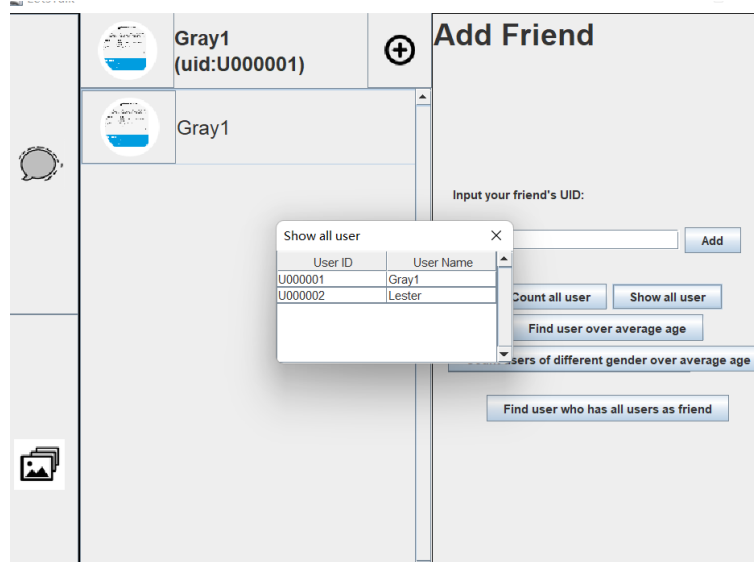 Gray1
(uid:U000001)
Add Friend
Gray1
Input your friend's UID:
Add
Show all user
User ID User Name
U000001 Gray1
U000002 Lester
Count all user
Show all user
Find user over average age
users of different gender over average age
Find user who has all users as friend